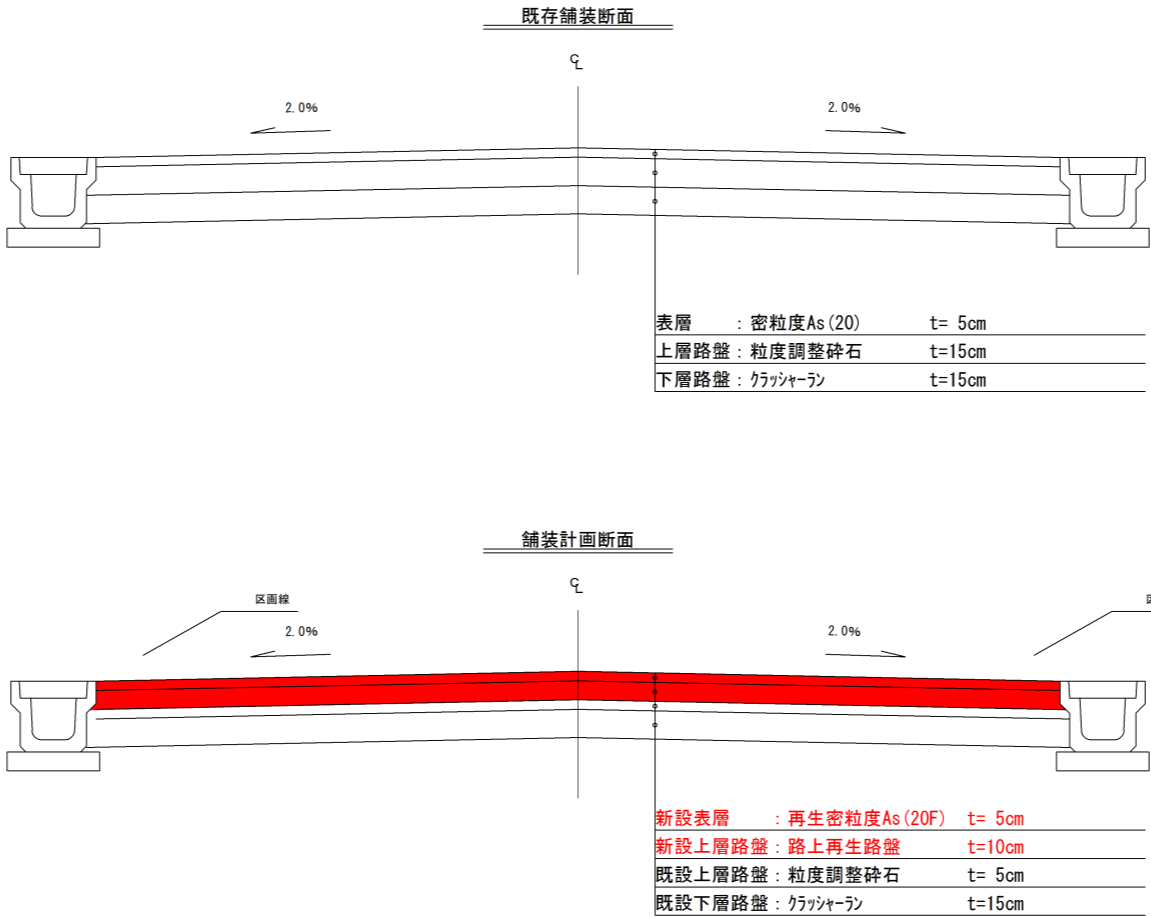 既存舗装断面
℄
2.0%
2.0%
表層 : 密粒度As(20) t= 5cm
上層路盤 : 粒度調整砕石 t=15cm
下層路盤 : クラッシャーラン t=15cm
舗装計画断面
℄
区画線
2.0%
2.0%
区
新設表層 : 再生密粒度As(20F) t= 5cm
新設上層路盤 : 路上再生路盤 t=10cm
既設上層路盤 : 粒度調整砕石 t= 5cm
既設下層路盤 : クラッシャーラン t=15cm